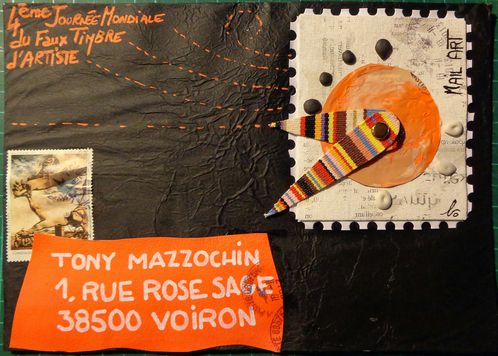 4ème Journée Mondiale
du Faux Timbre
d'Artiste
MAIL ART
TONY MAZZOCHIN
1, RUE ROSE SAGE
38500 VOIRON